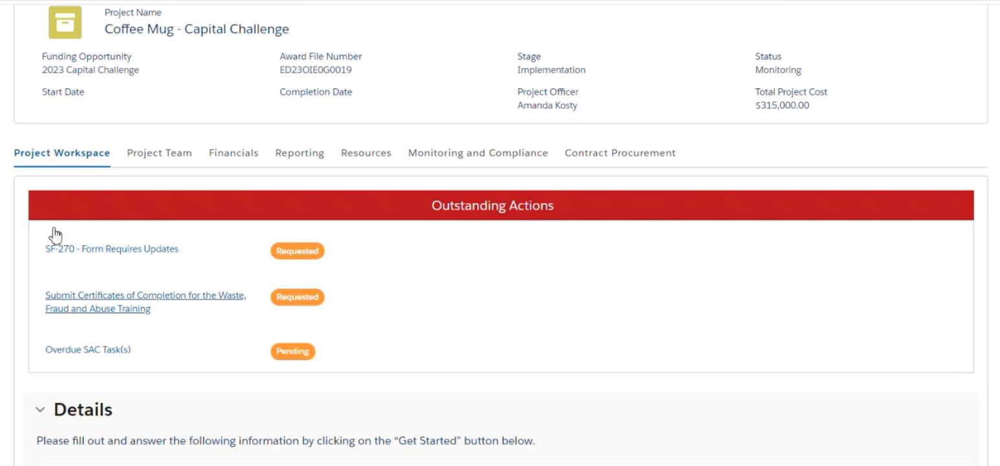 Project Name
Coffee Mug - Capital Challenge
Funding Opportunity Award File Number Stage Status
2023 Capital Challenge ED23OIE0G0019 Implementation Monitoring
Start Date Completion Date Project Officer Total Project Cost
Amanda Kosty $315,000.00
Project Workspace Project Team Financials Reporting Resources Monitoring and Compliance Contract Procurement
Outstanding Actions
SF-270 - Form Requires Updates Requested
Submit Certificates of Completion for the Waste, Requested
Fraud and Abuse Training
Overdue SAC Task(s) Pending
Details
Please fill out and answer the following information by clicking on the “Get Started” button below.